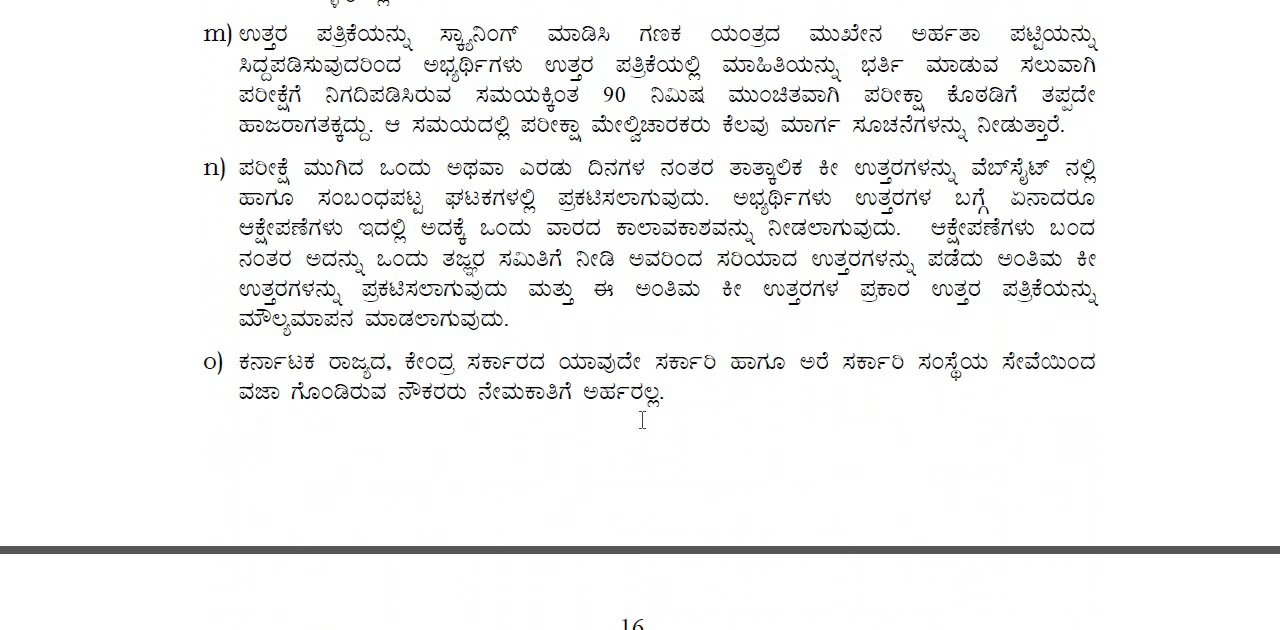 m) ಉತ್ತರ ಪತ್ರಿಕೆಯನ್ನು ಸ್ಕ್ಯಾನಿಂಗ್ ಮಾಡಿಸಿ ಗಣಕ ಯಂತ್ರದ ಮುಖೇನ ಅರ್ಹತಾ ಪಟ್ಟಿಯನ್ನು
ಸಿದ್ದಪಡಿಸುವುದರಿಂದ ಅಭ್ಯರ್ಥಿಗಳು ಉತ್ತರ ಪತ್ರಿಕೆಯಲ್ಲಿ ಮಾಹಿತಿಯನ್ನು ಭರ್ತಿ ಮಾಡುವ ಸಲುವಾಗಿ
ಪರೀಕ್ಷೆಗೆ ನಿಗದಿಪಡಿಸಿರುವ ಸಮಯಕ್ಕಿಂತ 90 ನಿಮಿಷ ಮುಂಚಿತವಾಗಿ ಪರೀಕ್ಷಾ ಕೊಠಡಿಗೆ ತಪ್ಪದೇ
ಹಾಜರಾಗತಕ್ಕದ್ದು. ಆ ಸಮಯದಲ್ಲಿ ಪರೀಕ್ಷಾ ಮೇಲ್ವಿಚಾರಕರು ಕೆಲವು ಮಾರ್ಗ ಸೂಚನೆಗಳನ್ನು ನೀಡುತ್ತಾರೆ.
n) ಪರೀಕ್ಷೆ ಮುಗಿದ ಒಂದು ಅಥವಾ ಎರಡು ದಿನಗಳ ನಂತರ ತಾತ್ಕಾಲಿಕ ಕೀ ಉತ್ತರಗಳನ್ನು ವೆಬ್‌ಸೈಟ್ ನಲ್ಲಿ
ಹಾಗೂ ಸಂಬಂಧಪಟ್ಟ ಘಟಕಗಳಲ್ಲಿ ಪ್ರಕಟಿಸಲಾಗುವುದು. ಅಭ್ಯರ್ಥಿಗಳು ಉತ್ತರಗಳ ಬಗ್ಗೆ ಏನಾದರೂ
ಆಕ್ಷೇಪಣೆಗಳು ಇದಲ್ಲಿ ಅದಕ್ಕೆ ಒಂದು ವಾರದ ಕಾಲಾವಕಾಶವನ್ನು ನೀಡಲಾಗುವುದು. ಆಕ್ಷೇಪಣೆಗಳು ಬಂದ
ನಂತರ ಅದನ್ನು ಒಂದು ತಜ್ಞರ ಸಮಿತಿಗೆ ನೀಡಿ ಅವರಿಂದ ಸರಿಯಾದ ಉತ್ತರಗಳನ್ನು ಪಡೆದು ಅಂತಿಮ ಕೀ
ಉತ್ತರಗಳನ್ನು ಪ್ರಕಟಿಸಲಾಗುವುದು ಮತ್ತು ಈ ಅಂತಿಮ ಕೀ ಉತ್ತರಗಳ ಪ್ರಕಾರ ಉತ್ತರ ಪತ್ರಿಕೆಯನ್ನು
ಮೌಲ್ಯಮಾಪನ ಮಾಡಲಾಗುವುದು.
o) ಕರ್ನಾಟಕ ರಾಜ್ಯದ, ಕೇಂದ್ರ ಸರ್ಕಾರದ ಯಾವುದೇ ಸರ್ಕಾರಿ ಹಾಗೂ ಅರೆ ಸರ್ಕಾರಿ ಸಂಸ್ಥೆಯ ಸೇವೆಯಿಂದ
ವಜಾ ಗೊಂಡಿರುವ ನೌಕರರು ನೇಮಕಾತಿಗೆ ಅರ್ಹರಲ್ಲ.
16